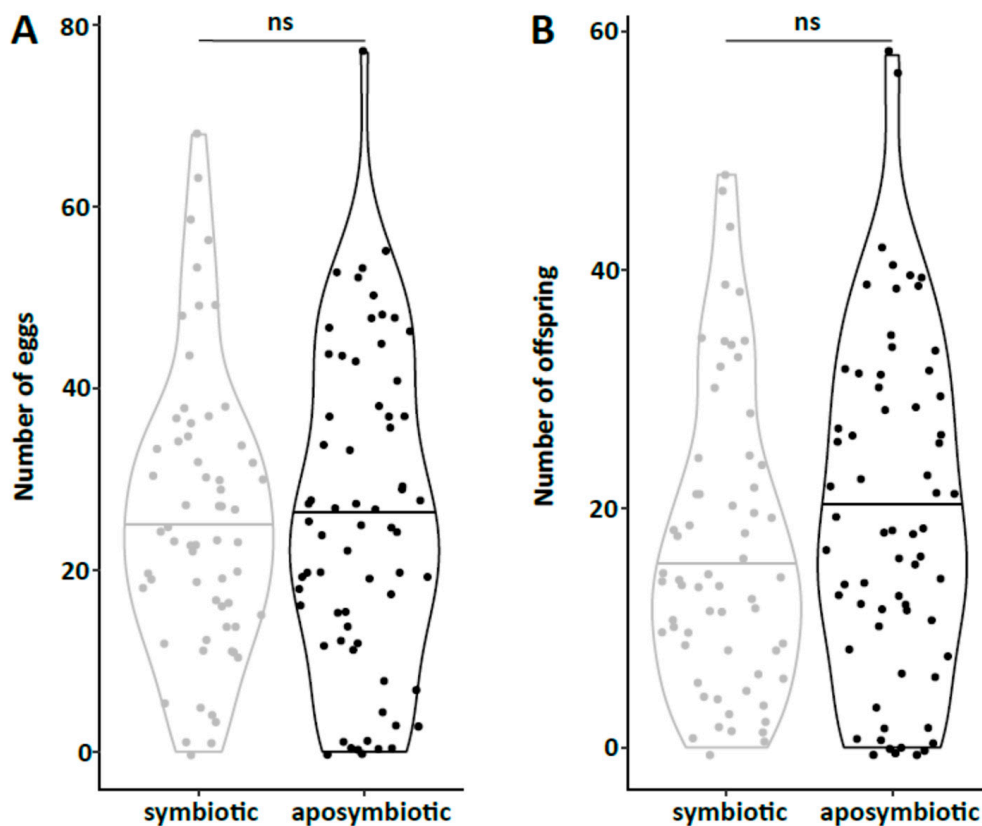 A
ns
80
60
40
20
0
Number of eggs
symbiotic aposymbiotic
B
ns
60
40
20
0
Number of offspring
symbiotic aposymbiotic